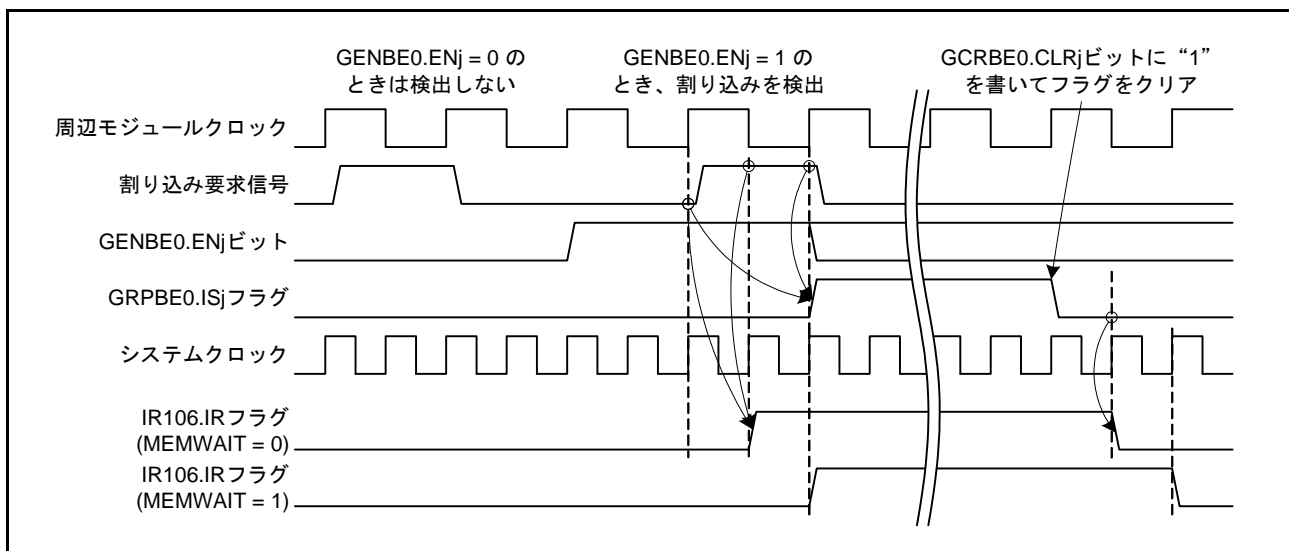 GENBE0.ENj = 0 の
ときは検出しない
GENBE0.ENj = 1 の
とき、割り込みを検出
GCRBE0.CLRjビットに“1”
を書いてフラグをクリア
周辺モジュールクロック
割り込み要求信号
GENBE0.ENjビット
GRPBE0.ISjフラグ
システムクロック
IR106.IRフラグ
(MEMWAIT = 0)
IR106.IRフラグ
(MEMWAIT = 1)